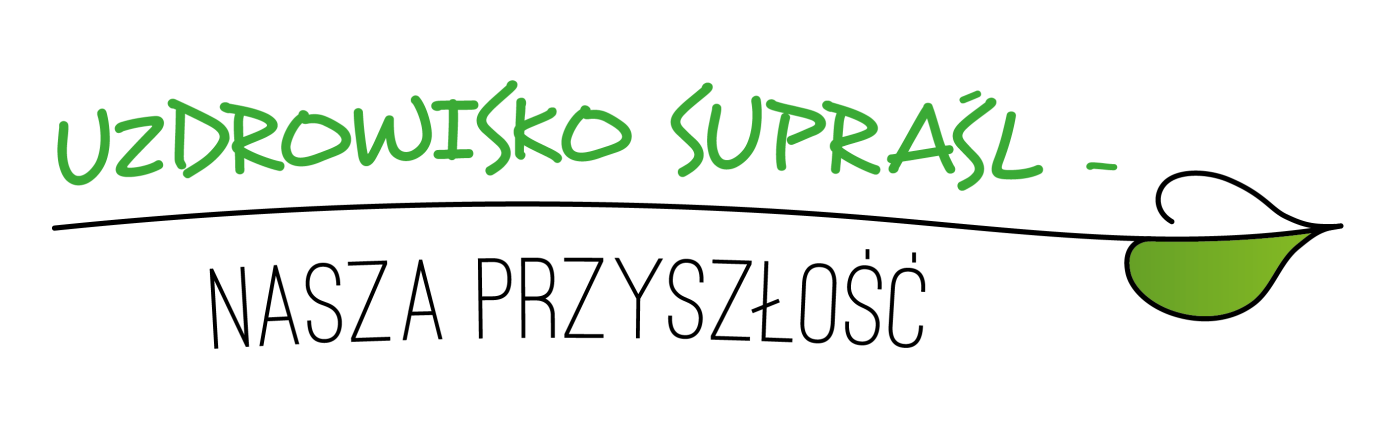 UZDROWISKO SUPRAŚL -
NASZA PRZYSZŁOŚĆ